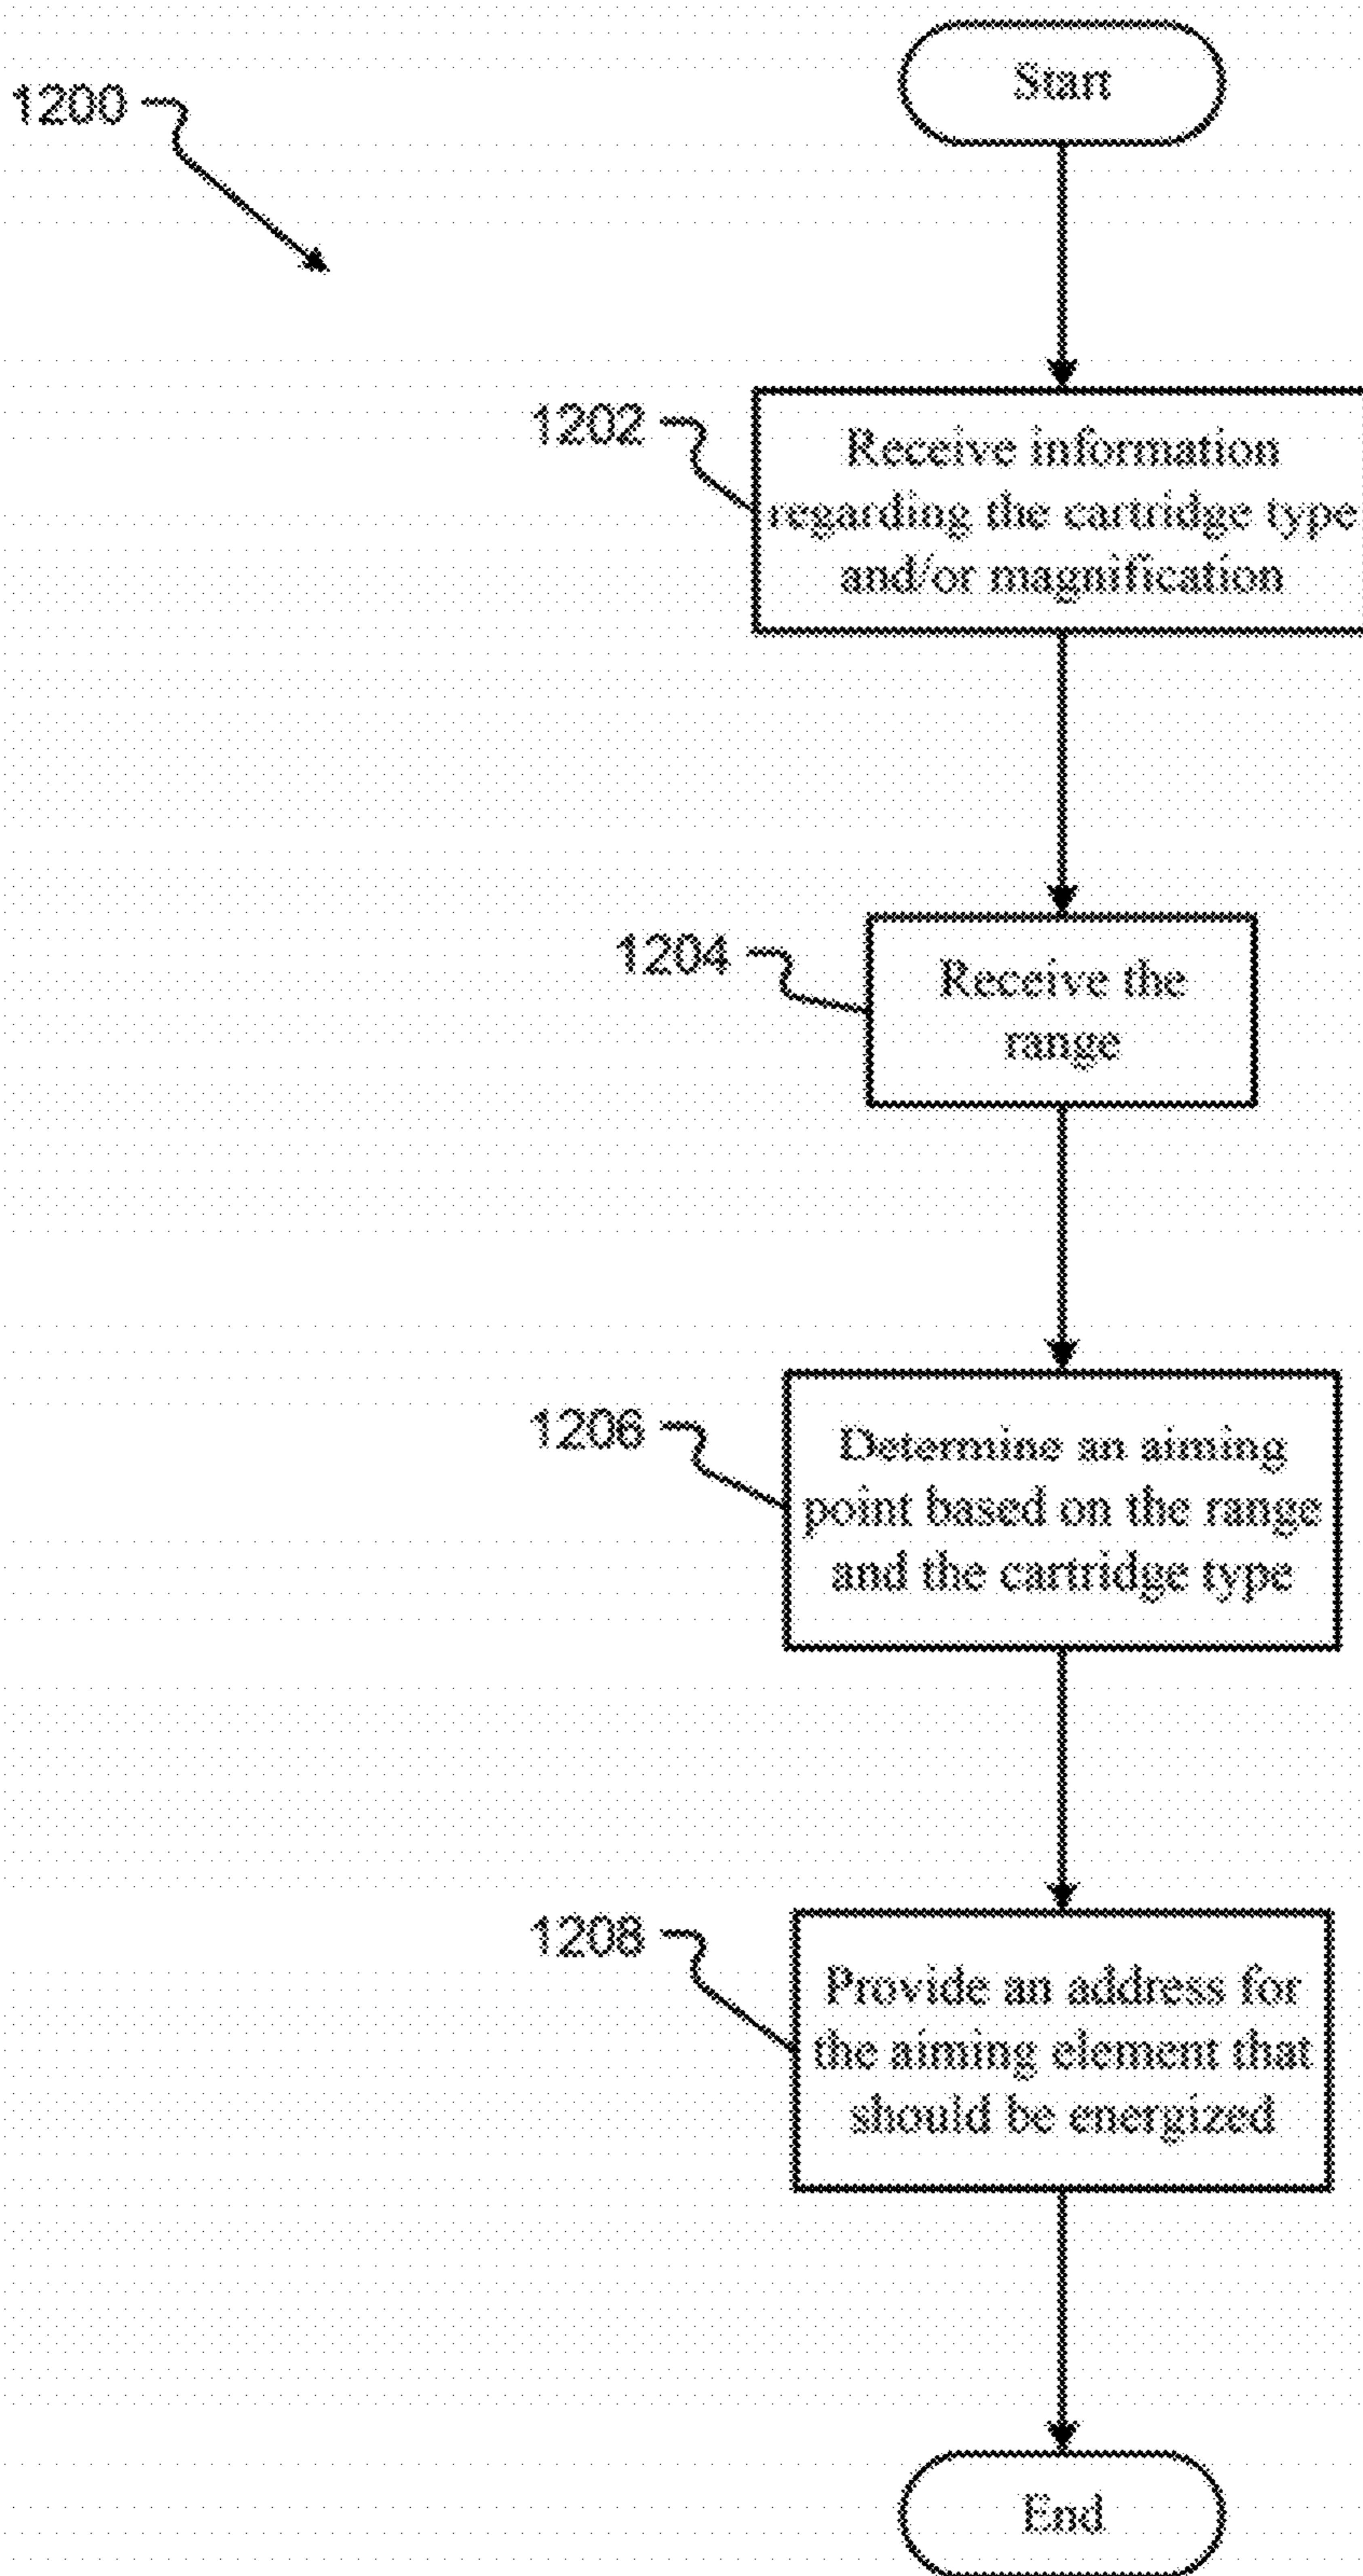 Start
1200
1202
Receive information
regarding the cartridge type
and/or magnification
1204
Receive the
range
1206
Determine an aiming
point based on the range
and the cartridge type
1208
Provide an address for
the aiming element that
should be energized
End